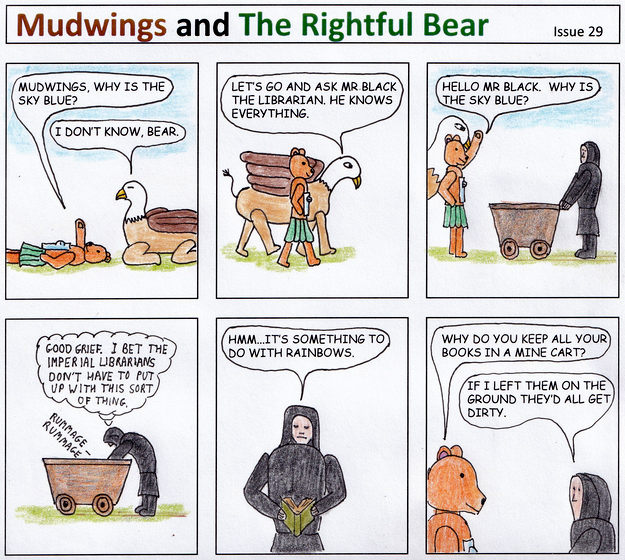 Mudwings and The Rightful Bear
Issue 29
MUDWINGS, WHY IS THE
SKY BLUE?
I DON'T KNOW, BEAR.
LET'S GO AND ASK MR BLACK
THE LIBRARIAN. HE KNOWS
EVERYTHING.
HELLO MR BLACK. WHY IS
THE SKY BLUE?
GOOD GRIEF. I BET THE
IMPERIAL LIBRARIANS
DON'T HAVE TO PUT
UP WITH THIS SORT
OF THING.
RUMMAGE -
RUMMAGE
HMM...IT'S SOMETHING TO
DO WITH RAINBOWS.
WHY DO YOU KEEP ALL YOUR
BOOKS IN A MINE CART?
IF I LEFT THEM ON THE
GROUND THEY'D ALL GET
DIRTY.